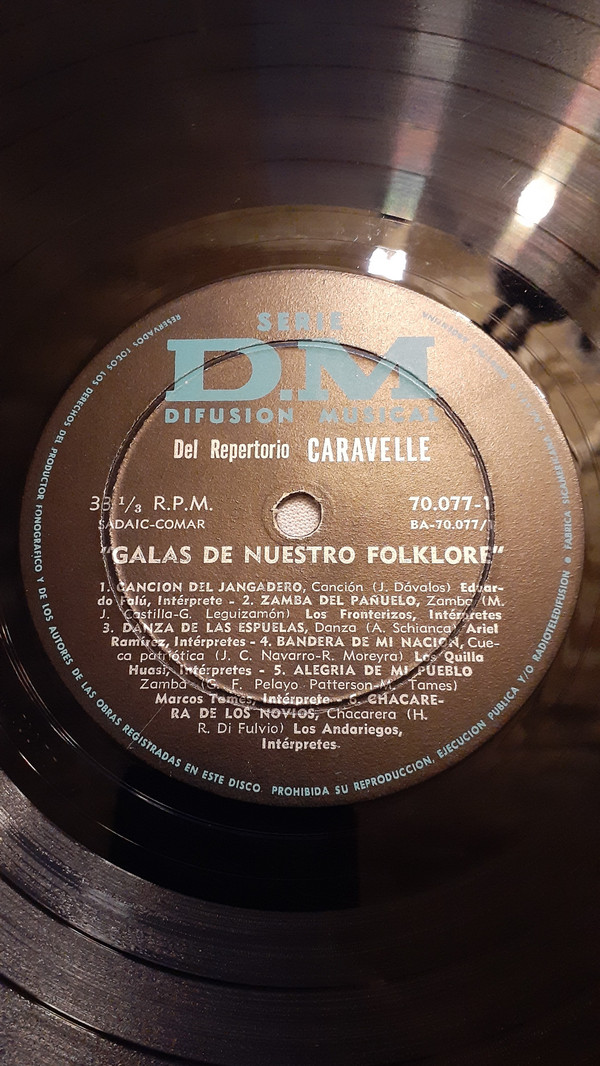 SERIE
D.M
DIFUSION MUSICAL
Del Repertorio CARAVELLE
33 1/3 R.P.M.
70.077-1
SADAIC-COMAR
BA-70.077/1
"GALAS DE NUESTRO FOLKLORE"
1. CANCION DEL JANGADERO, Canción (J. Dávalos) Eduar-
do Falú, Intérprete - 2. ZAMBA DEL PAÑUELO, Zamba (M.
J. Castilla-G. Leguizamón) Los Fronterizos, Intérpretes
3. DANZA DE LAS ESPUELAS, Danza (A. Schianca) Ariel
Ramírez, Intérpretes - 4. BANDERA DE MI NACION, Cue-
ca patriótica (J. C. Navarro-R. Moreyra) Los Quilla
Huasi, Intérpretes - 5. ALEGRIA DE MI PUEBLO
Zamba (G. F. Pelayo Patterson-M. Tames)
Marcos Tames, Intérprete - 6. CHACARE-
RA DE LOS NOVIOS, Chacarera (H.
R. Di Fulvio) Los Andariegos,
Intérpretes
RESERVADOS TODOS LOS DERECHOS DEL PRODUCTOR FONOGRAFICO Y DE LOS AUTORES DE LAS OBRAS REGISTRADAS EN ESTE DISCO PROHIBIDA SU REPRODUCCION, EJECUCION PUBLICA Y/O RADIOTELEDIFUSION • FABRICA SICAMERICANA